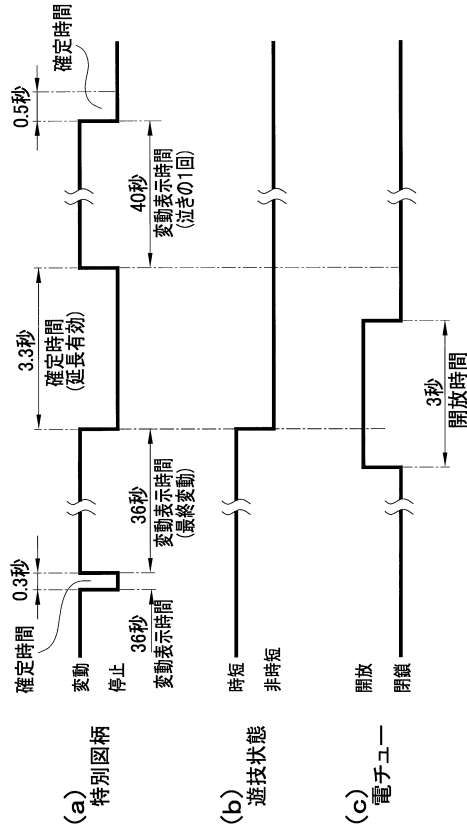 (a)
特別図柄
変動
停止
確定時間
0.3秒
36秒
変動表示時間
36秒
変動表示時間
(最終変動)
3.3秒
確定時間
(延長有効)
40秒
変動表示時間
(泣きの1回)
0.5秒
確定時間
(b)
遊技状態
時短
非時短
(c)
電チュー
開放
閉鎖
3秒
開放時間